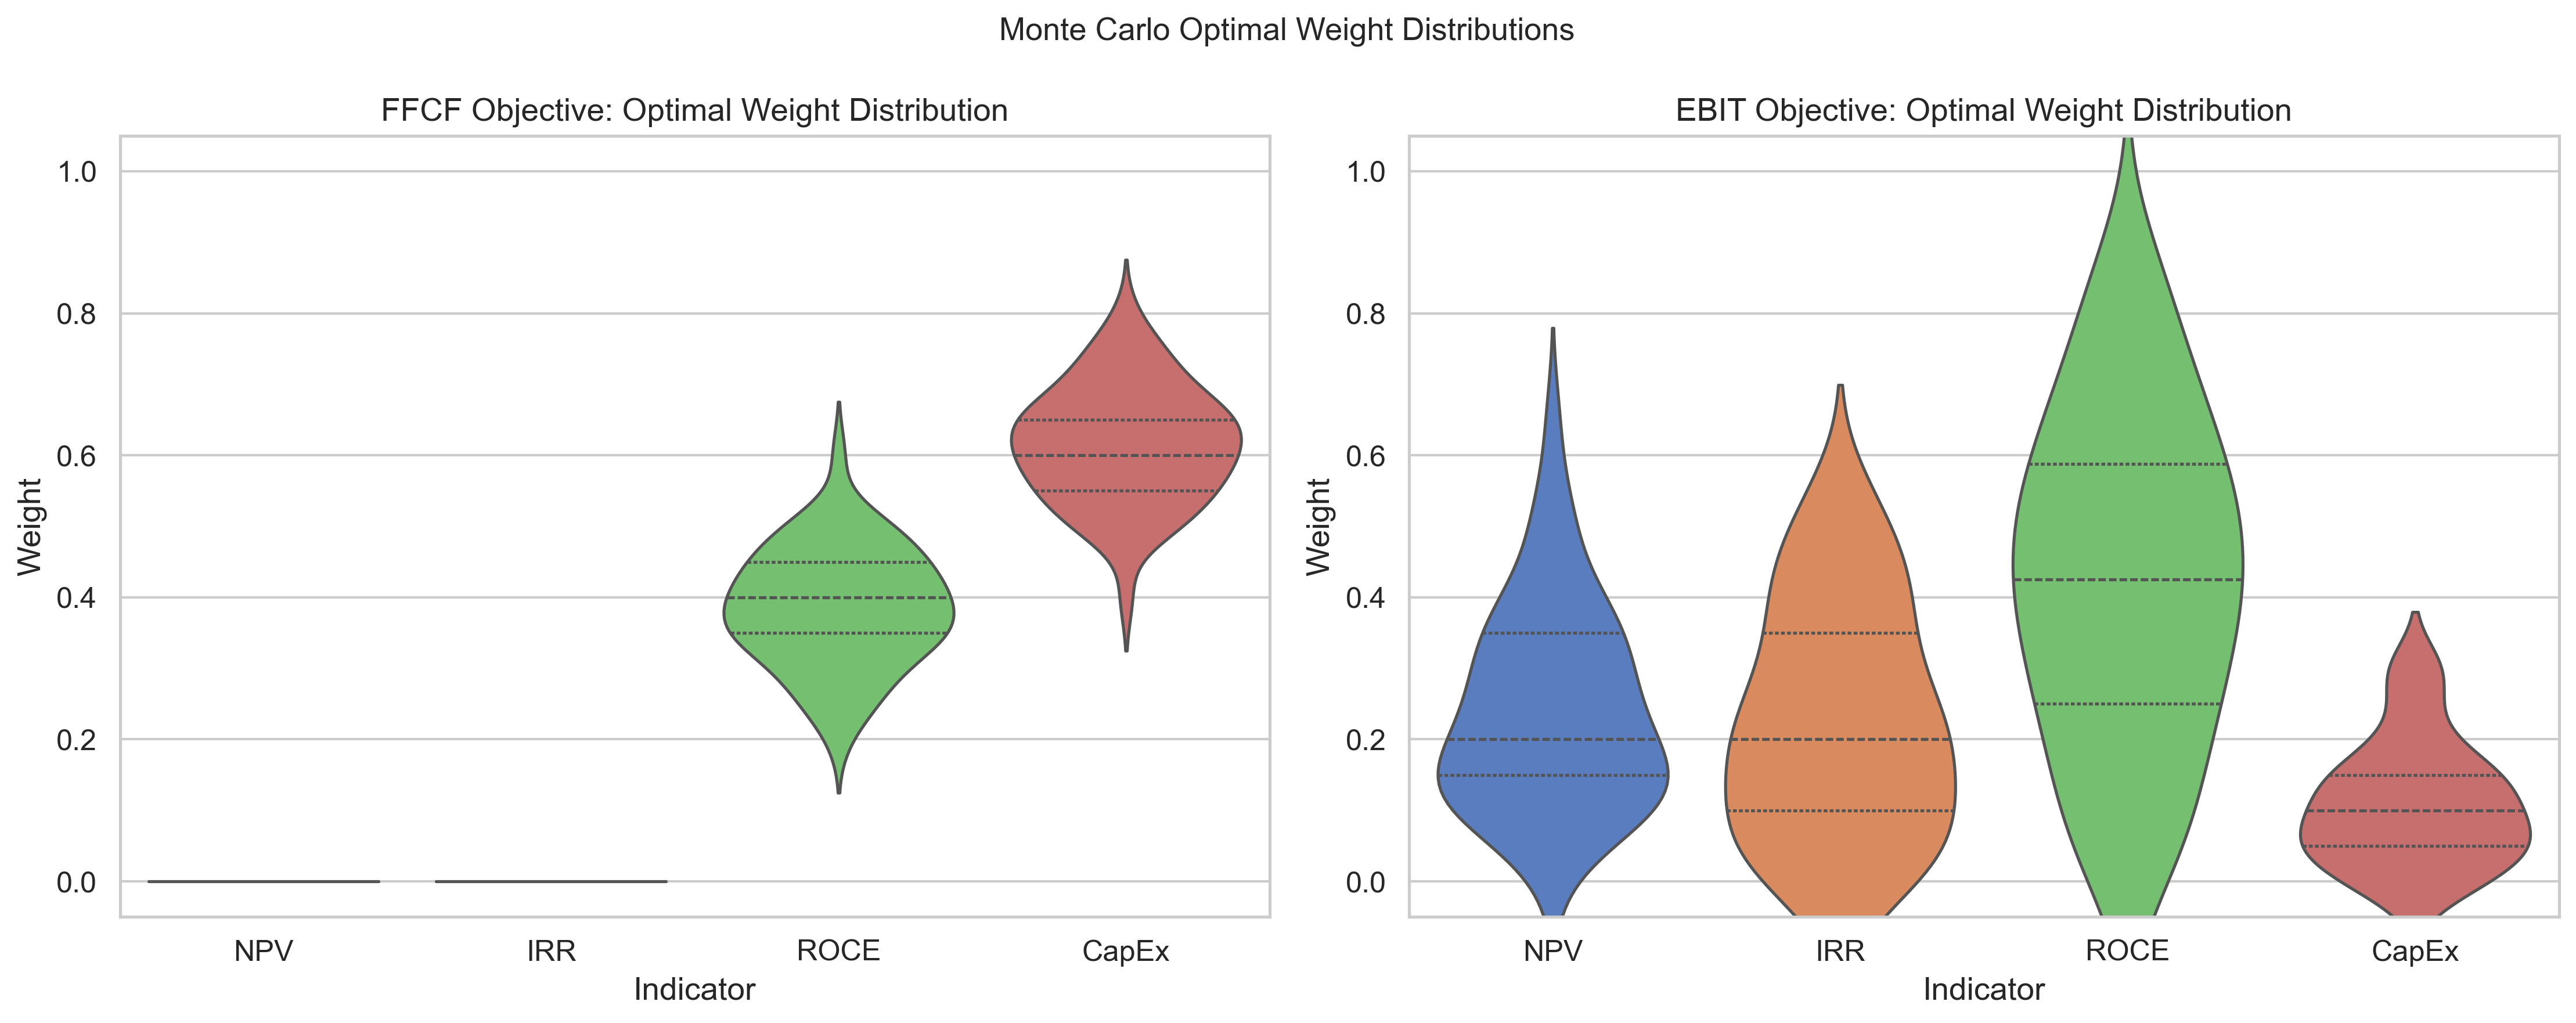 Monte Carlo Optimal Weight Distributions
FFCF Objective: Optimal Weight Distribution
1.0
0.8
0.6
0.4
0.2
0.0
Weight
NPV IRR ROCE CapEx
Indicator
EBIT Objective: Optimal Weight Distribution
1.0
0.8
0.6
0.4
0.2
0.0
Weight
NPV IRR ROCE CapEx
Indicator